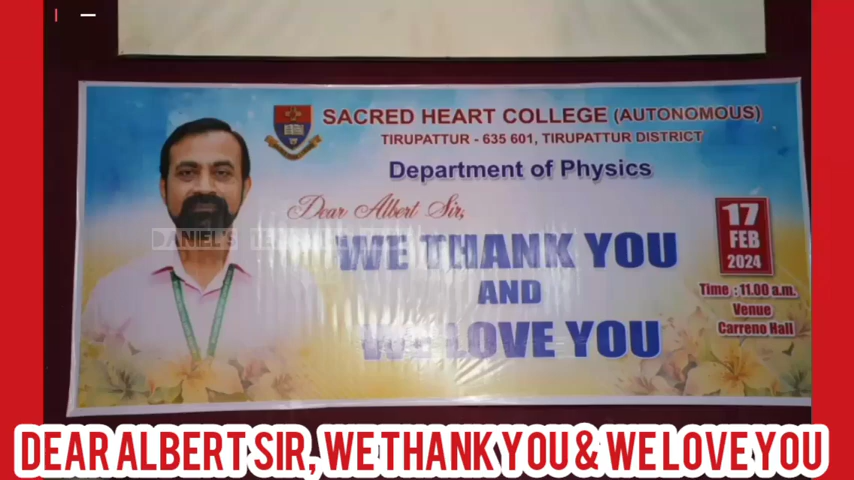 SACRED HEART COLLEGE (AUTONOMOUS)
TIRUPATTUR - 635 601, TIRUPATTUR DISTRICT
Department of Physics
Dear Albert Sir,
WE THANK YOU
AND
WE LOVE YOU
17
FEB
2024
Time : 11.00 a.m.
Venue
Carreno Hall
DANIEL'S
DEAR ALBERT SIR, WE THANK YOU & WE LOVE YOU